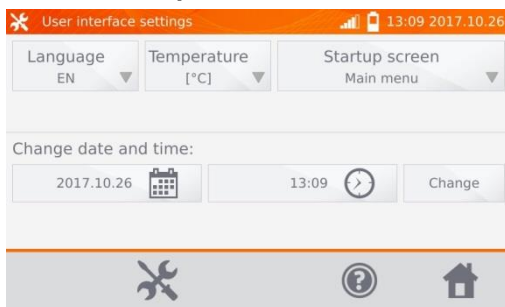 User interface settings 13:09 2017.10.26
Language Temperature Startup screen
EN [°C] Main menu
Change date and time:
2017.10.26 13:09 Change
?